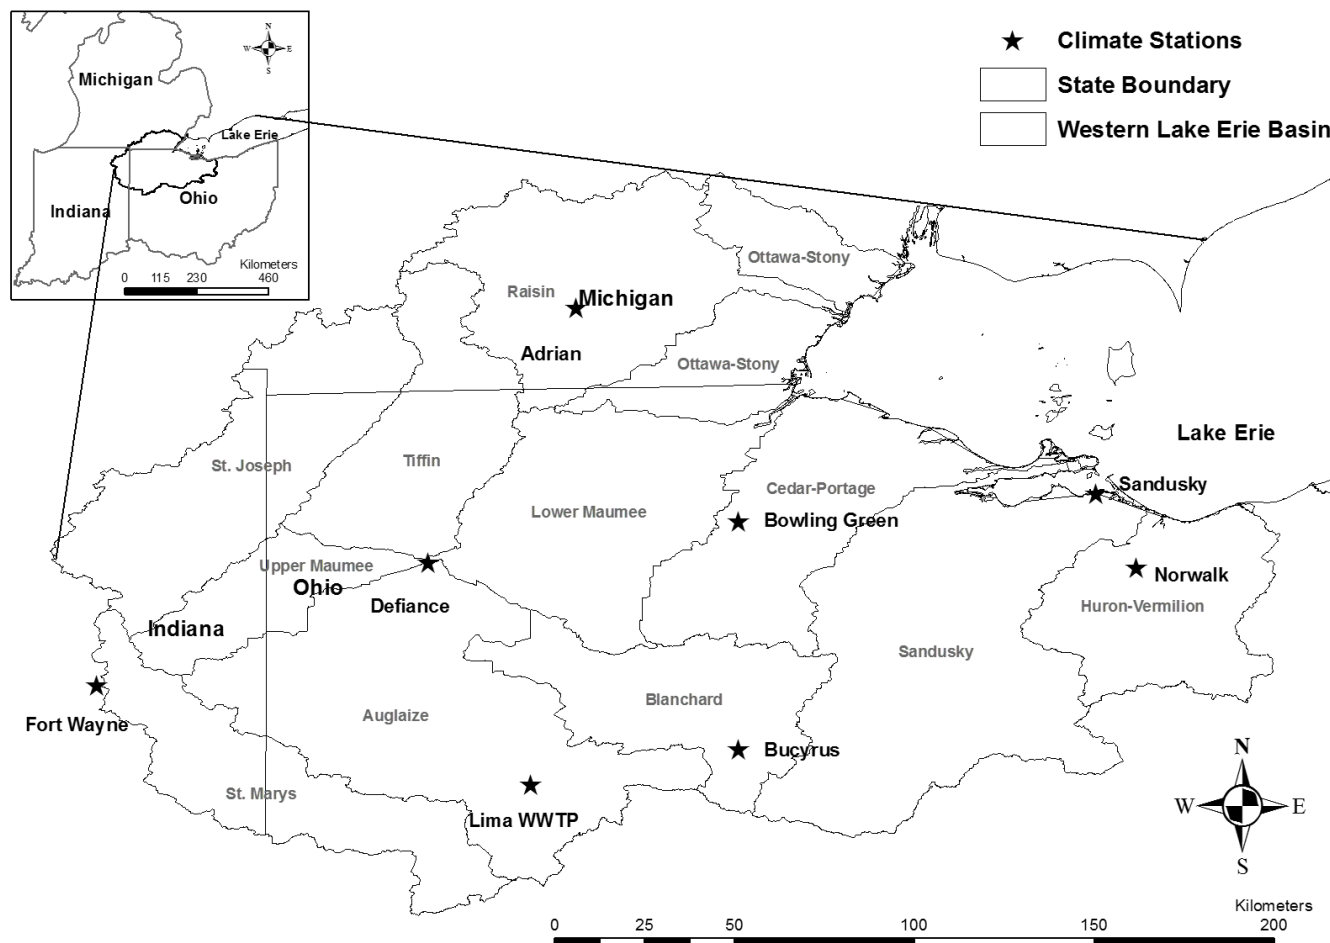 N
W E
S
Michigan
Lake Erie
Ohio
Indiana
Kilometers
0 115 230 460
Climate Stations
State Boundary
Western Lake Erie Basin
Ottawa-Stony
Raisin
Michigan
Adrian
Ottawa-Stony
Lake Erie
St. Joseph
Tiffin
Sandusky
Cedar-Portage
Lower Maumee
Bowling Green
Upper Maumee
Ohio
Norwalk
Defiance
Huron-Vermilion
Indiana
Sandusky
Blanchard
Auglaize
Fort Wayne
Bucyrus
St. Marys
Lima WWTP
N
W E
S
Kilometers
0 25 50 100 150 200